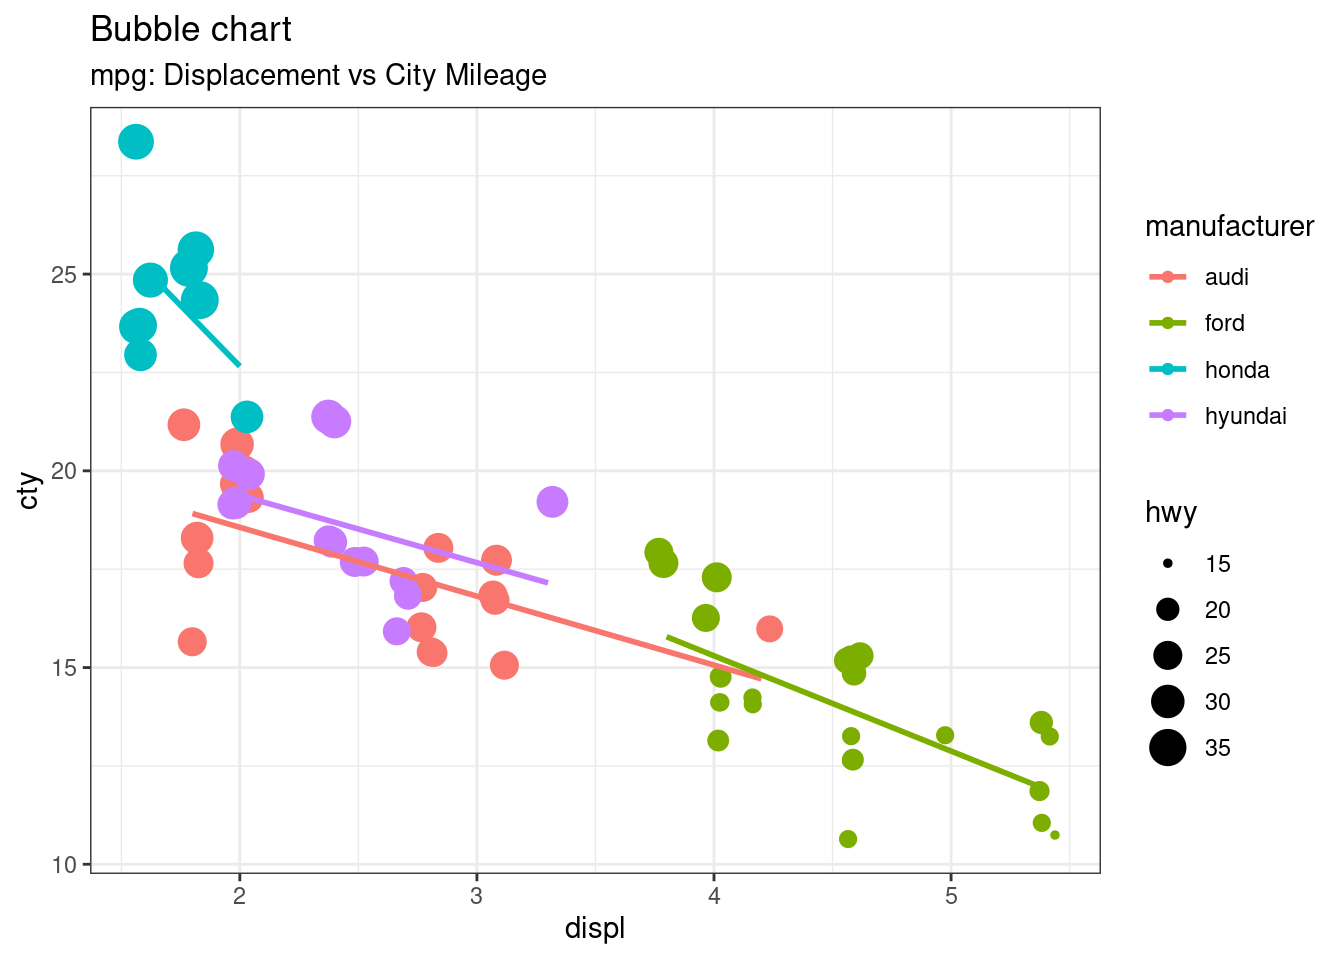 Bubble chart
mpg: Displacement vs City Mileage
25
20
15
10
cty
2 3 4 5
displ
manufacturer
audi
ford
honda
hyundai
hwy
15
20
25
30
35